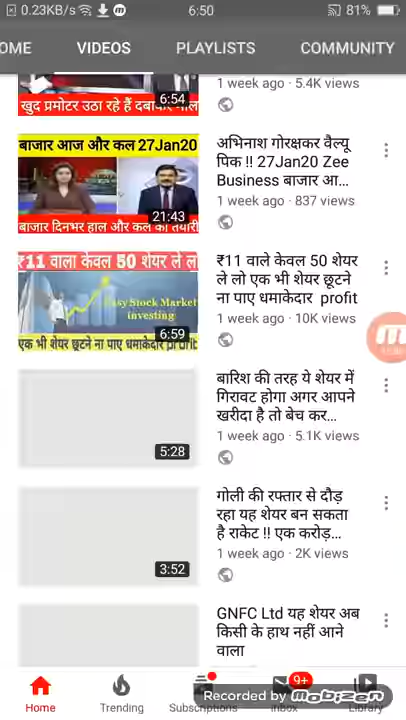 0.23KB/s
6:50
81%
OME VIDEOS PLAYLISTS COMMUNITY
खुद प्रमोटर उठा रहे हैं
6:54
1 week ago · 5.4K views
बाजार आज और कल 27Jan20
21:43
बाजार दिनभर हाल और कल की तैयारी
अभिनाश गोरक्षकर वैल्यू
पिक !! 27Jan20 Zee
Business बाजार आ...
1 week ago · 837 views
₹11 वाला केवल 50 शेयर ले लो
Easy Stock Market
investing
6:59
एक भी शेयर छूटने ना पाए धमाकेदार profit
₹11 वाले केवल 50 शेयर
ले लो एक भी शेयर छूटने
ना पाए धमाकेदार profit
1 week ago · 10K views
5:28
बारिश की तरह ये शेयर में
गिरावट होगा अगर आपने
खरीदा है तो बेच कर...
1 week ago · 5.1K views
3:52
गोली की रफ्तार से दौड़
रहा यह शेयर बन सकता
है राकेट !! एक करोड़...
1 week ago · 2K views
GNFC Ltd यह शेयर अब
किसी के हाथ नहीं आने
वाला
9+
Home Trending Subscriptions Inbox Library
Recorded by mobizen